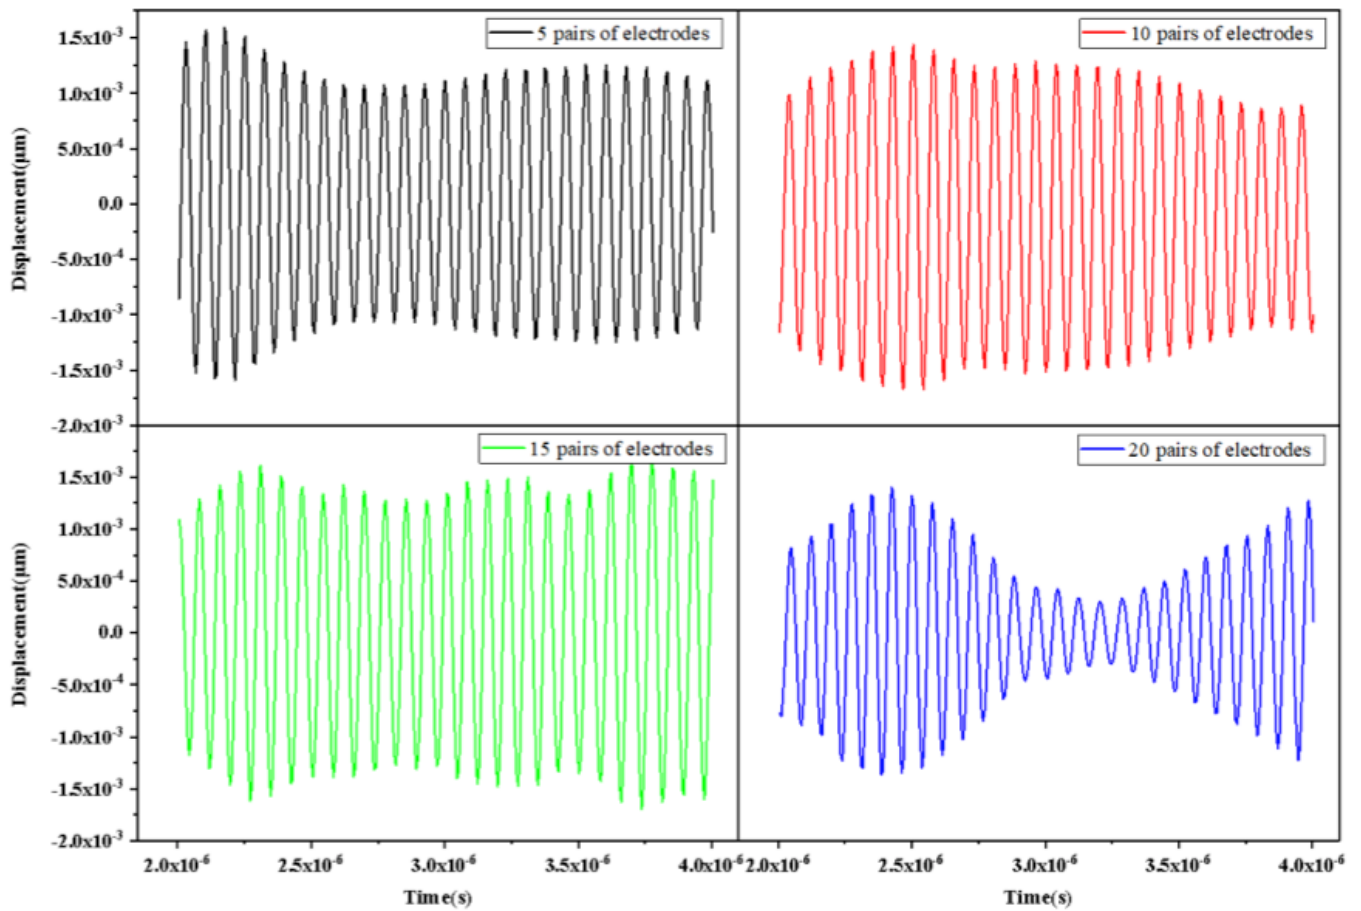 5 pairs of electrodes
10 pairs of electrodes
1.5x10⁻³
1.0x10⁻³
5.0x10⁻⁴
0.0
-5.0x10⁻⁴
-1.0x10⁻³
-1.5x10⁻³
-2.0x10⁻³
Displacement(μm)
15 pairs of electrodes
20 pairs of electrodes
1.5x10⁻³
1.0x10⁻³
5.0x10⁻⁴
0.0
-5.0x10⁻⁴
-1.0x10⁻³
-1.5x10⁻³
-2.0x10⁻³
Displacement(μm)
2.0x10⁻⁶ 2.5x10⁻⁶ 3.0x10⁻⁶ 3.5x10⁻⁶ 4.0x10⁻⁶ 2.0x10⁻⁶ 2.5x10⁻⁶ 3.0x10⁻⁶ 3.5x10⁻⁶ 4.0x10⁻⁶
Time(s) Time(s)